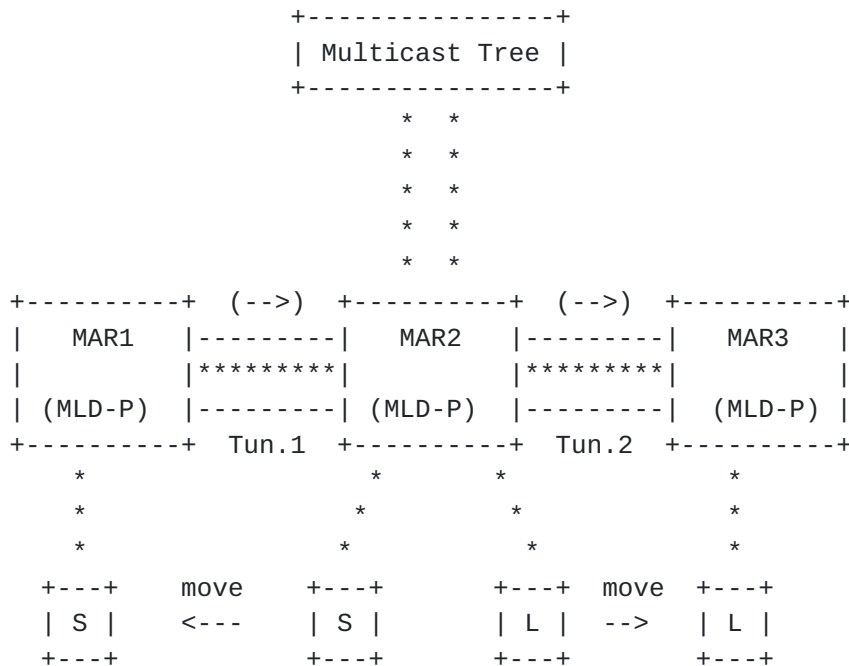 +----------------+
| Multicast Tree |
+----------------+
*  *
*  *
*  *
*  *
*  *
+----------+  (-->)  +----------+  (-->)  +----------+
|   MAR1   |---------|   MAR2   |---------|   MAR3   |
|          |*********|          |*********|          |
| (MLD-P)  |---------| (MLD-P)  |---------|  (MLD-P) |
+----------+  Tun.1  +----------+  Tun.2  +----------+
    *                  *       *              *
    *                 *         *             *
    *                *           *            *
  +---+    move    +---+       +---+  move  +---+
  | S |    <---    | S |       | L |  -->   | L |
  +---+            +---+       +---+        +---+